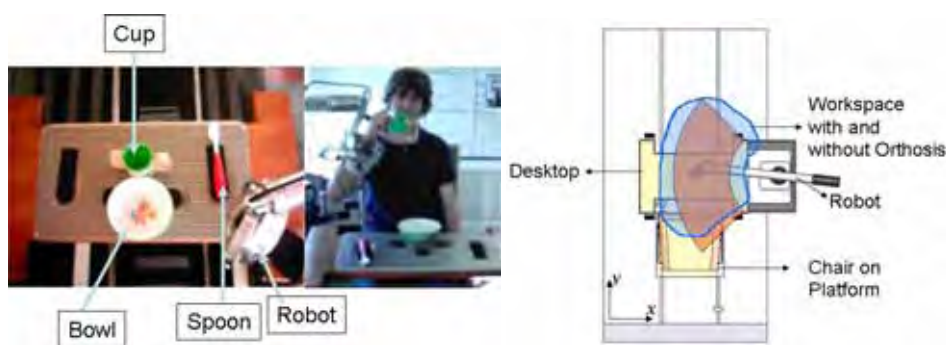 Cup
Bowl
Spoon
Robot
Workspace
with and
without Orthosis
Desktop
Robot
Chair on
Platform
y
x